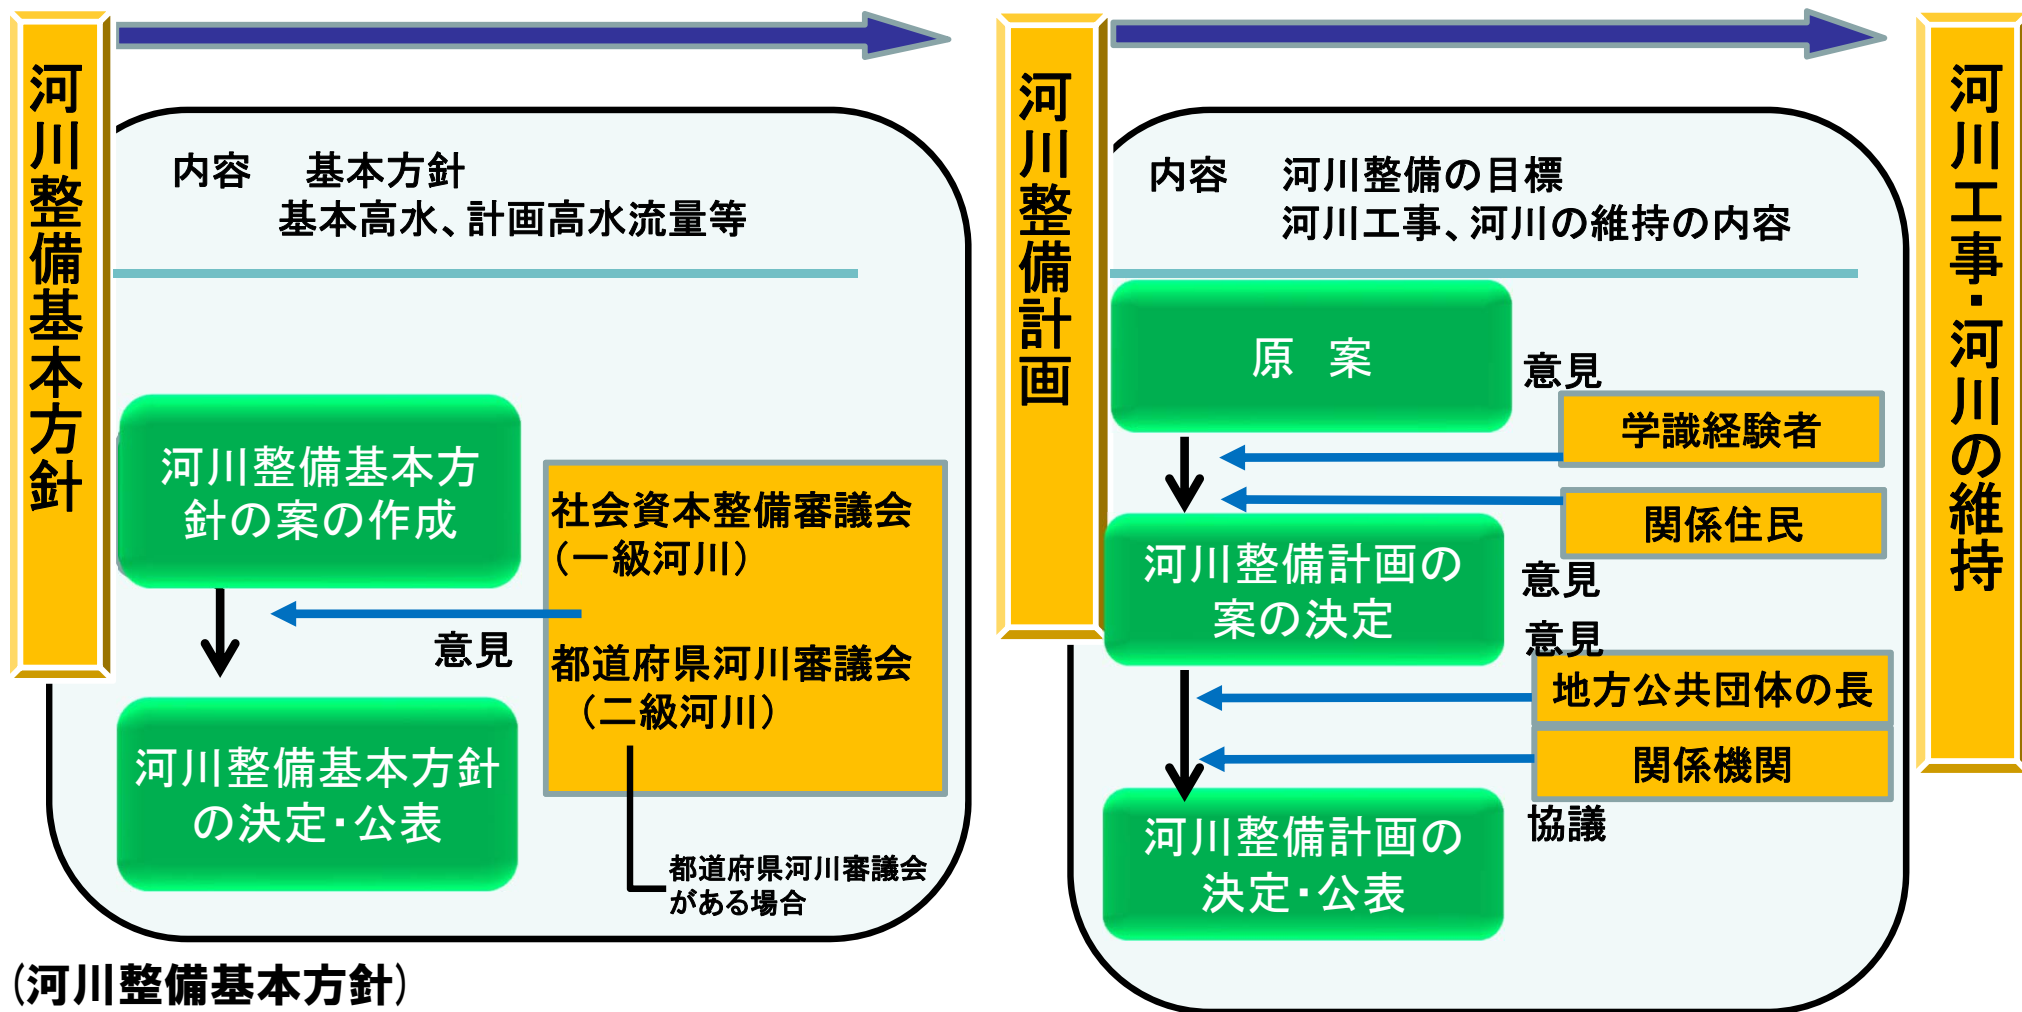 河川整備基本方針
内容　基本方針
基本高水、計画高水流量等
河川整備基本方
針の案の作成
社会資本整備審議会
（一級河川）
意見
都道府県河川審議会
（二級河川）
河川整備基本方針
の決定・公表
都道府県河川審議会
がある場合
（河川整備基本方針）
河川整備計画
内容　河川整備の目標
河川工事、河川の維持の内容
原　案
意見
学識経験者
関係住民
河川整備計画の
案の決定
意見
意見
地方公共団体の長
関係機関
協議
河川整備計画の
決定・公表
河川工事・河川の維持